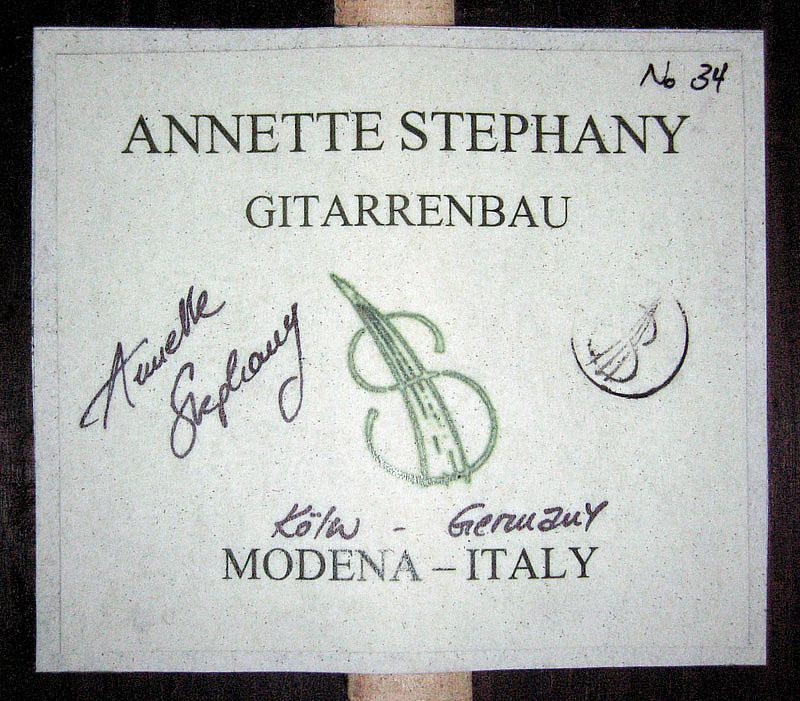 No 34
ANNETTE STEPHANY
GITARRENBAU
Annette
Stephany
Köln - Germany
MODENA – ITALY